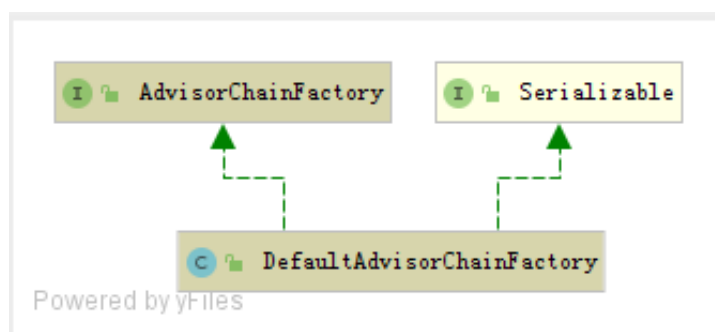 I AdvisorChainFactory
I Serializable
C DefaultAdvisorChainFactory
Powered by yFiles